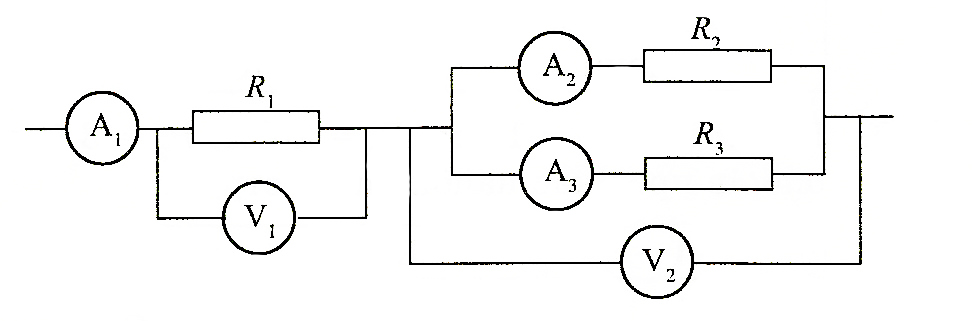 R₂
A₂
R₁
A₁
R₃
A₃
V₁
V₂